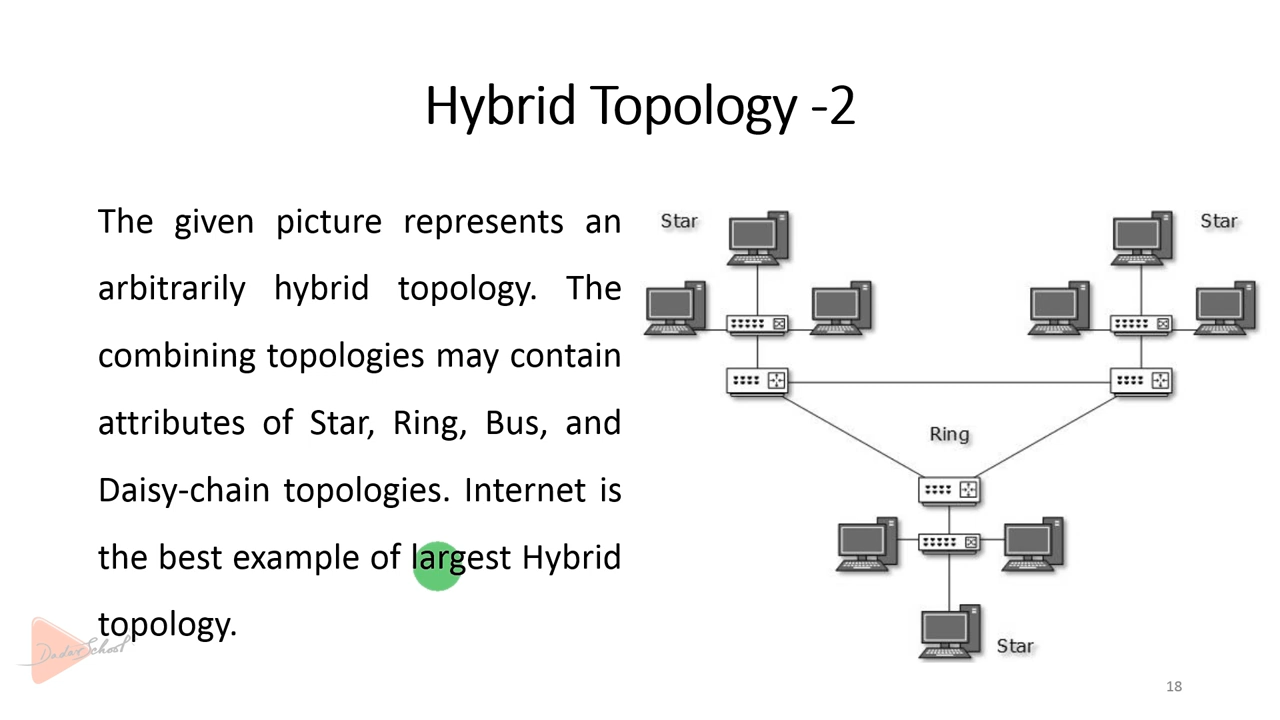 Hybrid Topology -2
The given picture represents an
arbitrarily hybrid topology. The
combining topologies may contain
attributes of Star, Ring, Bus, and
Daisy-chain topologies. Internet is
the best example of largest Hybrid
topology.
Star
Star
Ring
Star
Dadar School
18